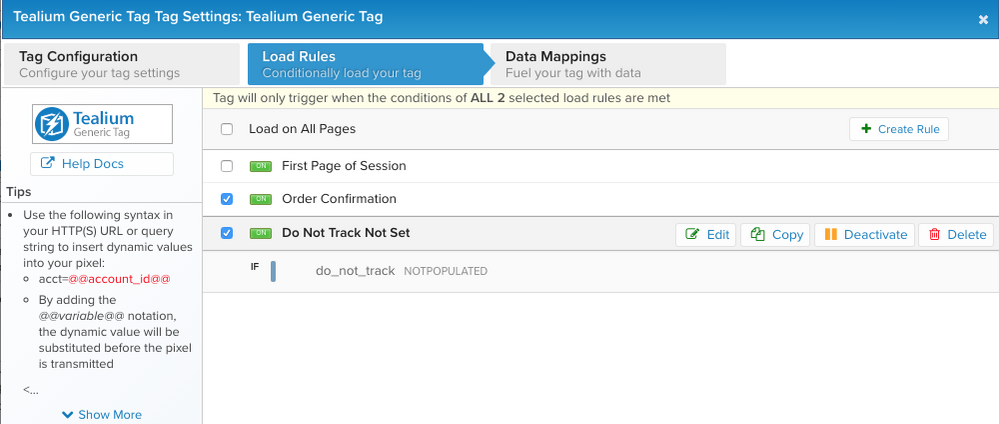 Tealium Generic Tag Tag Settings: Tealium Generic Tag
Tag Configuration
Configure your tag settings
Load Rules
Conditionally load your tag
Data Mappings
Fuel your tag with data
Tealium
Generic Tag
Help Docs
Tips
Use the following syntax in
your HTTP(S) URL or query
string to insert dynamic values
into your pixel:
acct=@@account_id@@
By adding the
@@variable@@ notation,
the dynamic value will be
substituted before the pixel
is transmitted
<...
Show More
Tag will only trigger when the conditions of ALL 2 selected load rules are met
Load on All Pages
Create Rule
ON First Page of Session
ON Order Confirmation
ON Do Not Track Not Set
Edit Copy Deactivate Delete
IF do_not_track NOTPOPULATED